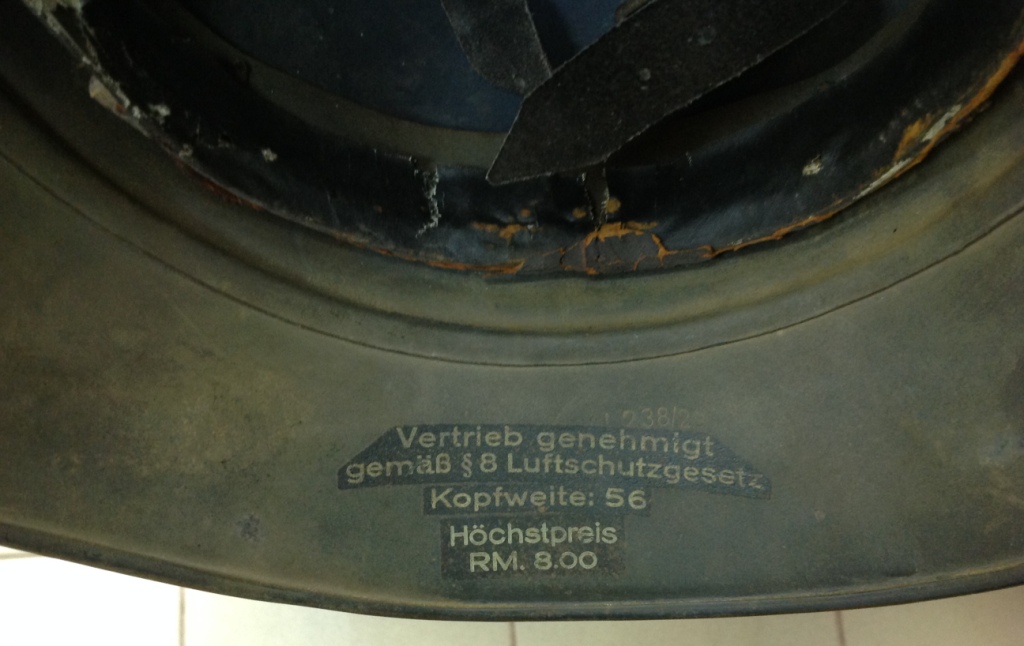 Vertrieb genehmigt
gemäß § 8 Luftschutzgesetz
Kopfweite: 56
Höchstpreis
RM. 8.00